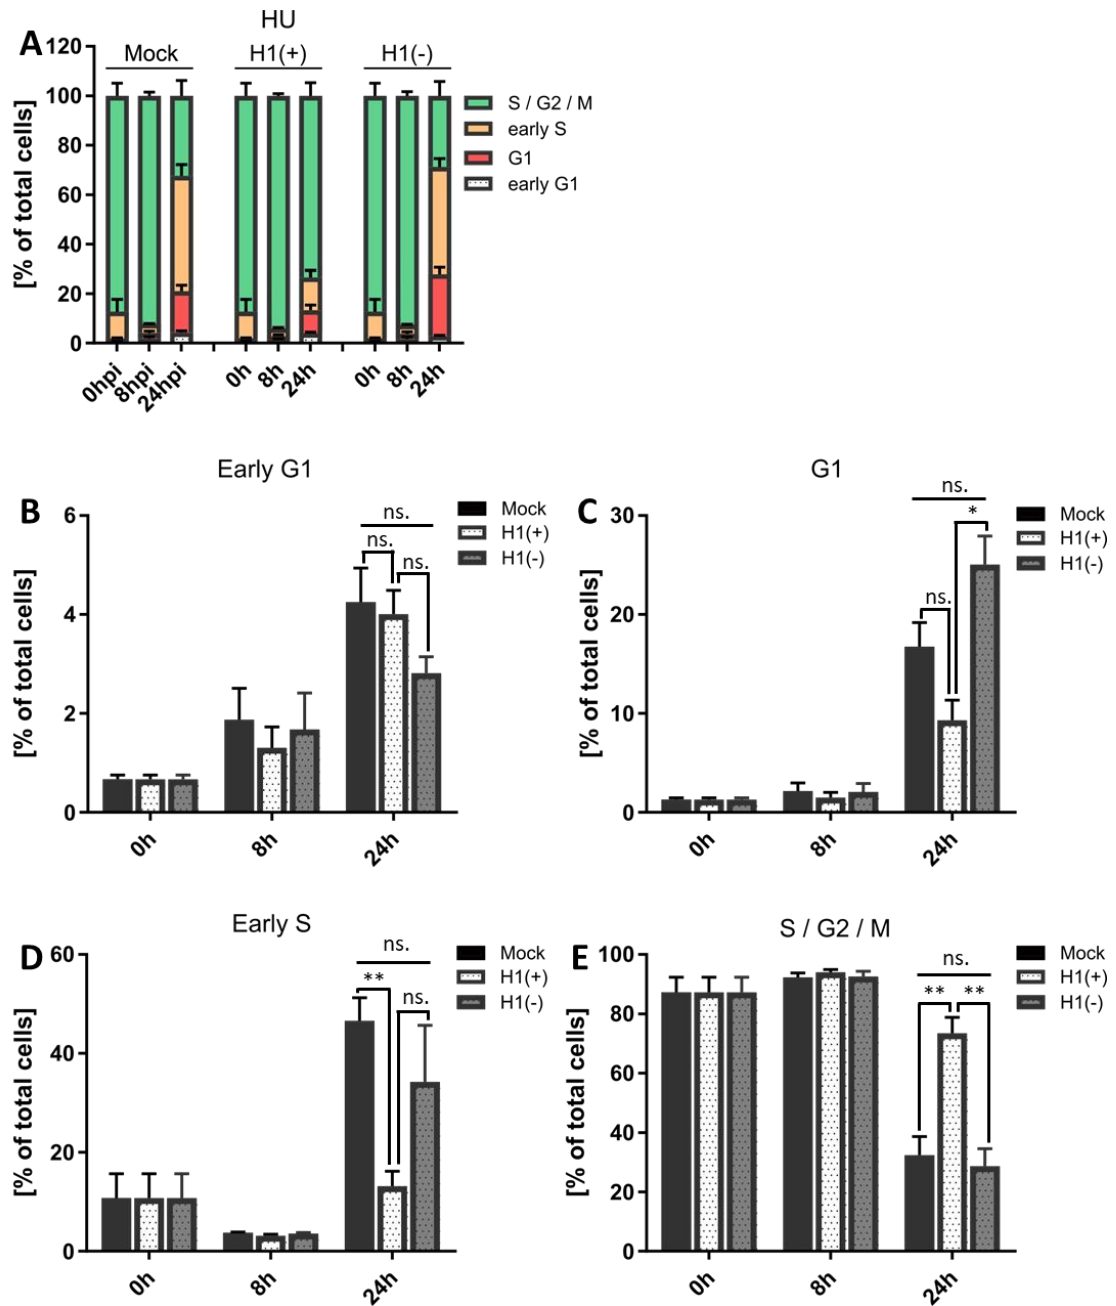 HU
A
Mock
H1(+)
H1(-)
[% of total cells]
120
100
80
60
40
20
0
0hpi
8hpi
24hpi
0h
8h
24h
0h
8h
24h
S / G2 / M
early S
G1
early G1
B
Early G1
[% of total cells]
6
4
2
0
ns.
ns.
ns.
0h
8h
24h
Mock
H1(+)
H1(-)
C
G1
[% of total cells]
30
20
10
0
ns.
*
ns.
0h
8h
24h
Mock
H1(+)
H1(-)
D
Early S
[% of total cells]
60
40
20
0
ns.
**
ns.
0h
8h
24h
Mock
H1(+)
H1(-)
E
S / G2 / M
[% of total cells]
100
80
60
40
20
0
ns.
** **
0h
8h
24h
Mock
H1(+)
H1(-)